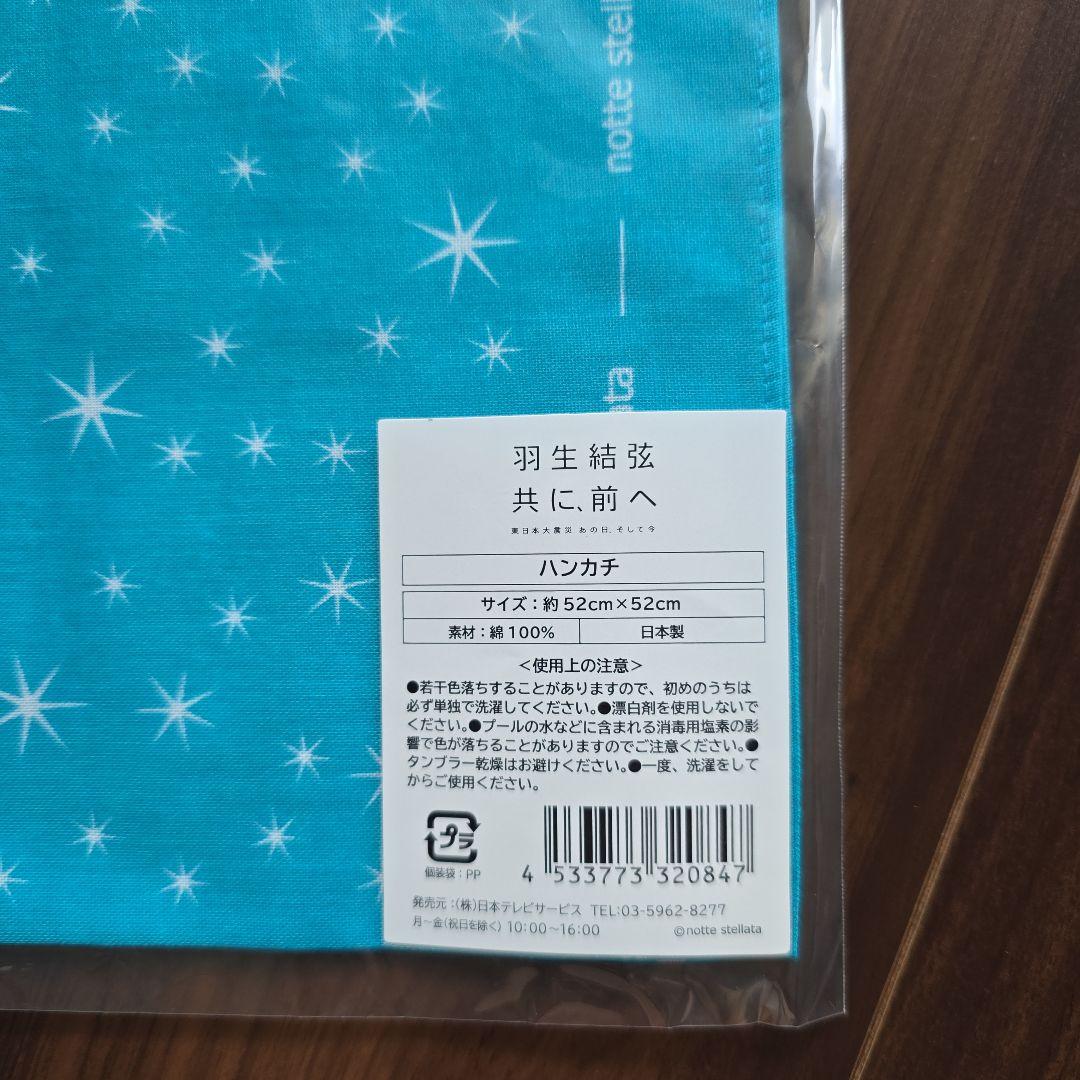 notte stell
ta
羽生結弦
共に、前へ
東日本大震災 あの日、そして今
ハンカチ
サイズ：約52cm×52cm
素材：綿100% 日本製
＜使用上の注意＞
●若干色落ちすることがありますので、初めのうちは
必ず単独で洗濯してください。●漂白剤を使用しないで
ください。●プールの水などに含まれる消毒用塩素の影
響で色が落ちることがありますのでご注意ください。●
タンブラー乾燥はお避けください。●一度、洗濯をして
からご使用ください。
プラ
個装袋：PP
4 533773 320847
発売元：(株)日本テレビサービス TEL:03-5962-8277
月～金(祝日を除く) 10:00～16:00
©notte stellata